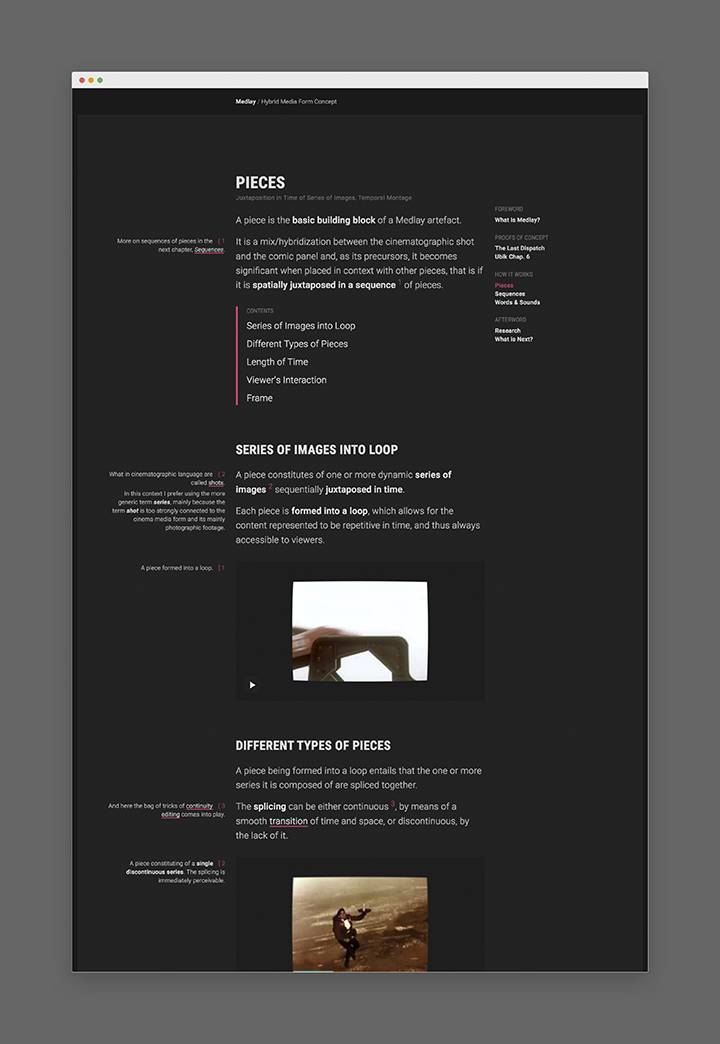 Medlay / Hybrid Media Form Concept
PIECES
Juxtaposition in Time of Series of Images. Temporal Montage
A piece is the basic building block of a Medlay artefact.
It is a mix/hybridization between the cinematographic shot
and the comic panel and, as its precursors, it becomes
significant when placed in context with other pieces, that is if
it is spatially juxtaposed in a sequence 1 of pieces.
More on sequences of pieces in the [ 1
next chapter, Sequences.
FOREWORD
What is Medlay?
PROOFS OF CONCEPT
The Last Dispatch
Ubik Chap. 6
HOW IT WORKS
Pieces
Sequences
Words & Sounds
AFTERWORD
Research
What is Next?
CONTENTS
Series of Images into Loop
Different Types of Pieces
Length of Time
Viewer's Interaction
Frame
SERIES OF IMAGES INTO LOOP
What in cinematographic language are [ 2
called shots.
In this context I prefer using the more
generic term series, mainly because the
term shot is too strongly connected to the
cinema media form and its mainly
photographic footage.
A piece constitutes of one or more dynamic series of
images 2 sequentially juxtaposed in time.
Each piece is formed into a loop, which allows for the
content represented to be repetitive in time, and thus always
accessible to viewers.
A piece formed into a loop. [ 1
DIFFERENT TYPES OF PIECES
A piece being formed into a loop entails that the one or more
series it is composed of are spliced together.
And here the bag of tricks of continuity [ 3
editing comes into play.
The splicing can be either continuous 3, by means of a
smooth transition of time and space, or discontinuous, by
the lack of it.
A piece constituting of a single [ 2
discontinuous series. The splicing is
immediately perceivable.